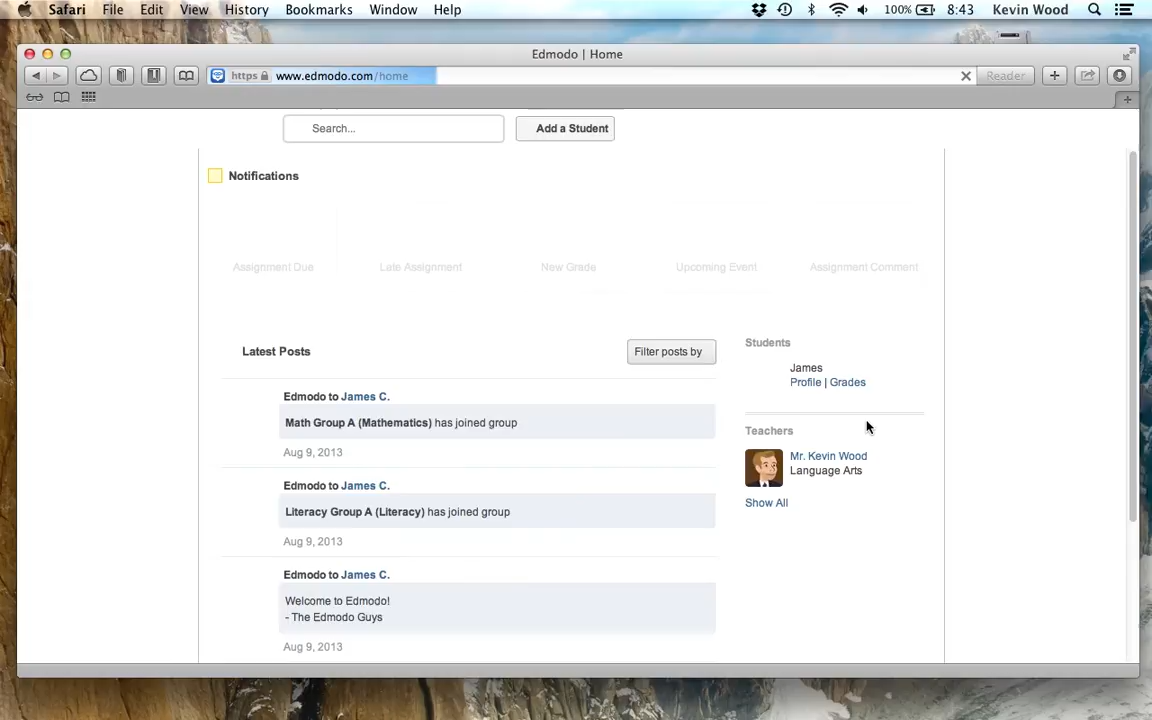 Safari File Edit View History Bookmarks Window Help 100% 8:43 Kevin Wood
Edmodo | Home
https www.edmodo.com/home Reader
Search... Add a Student
Notifications
Assignment Due Late Assignment New Grade Upcoming Event Assignment Comment
Latest Posts Filter posts by
Edmodo to James C.
Math Group A (Mathematics) has joined group
Aug 9, 2013
Edmodo to James C.
Literacy Group A (Literacy) has joined group
Aug 9, 2013
Edmodo to James C.
Welcome to Edmodo!
- The Edmodo Guys
Aug 9, 2013
Students
James
Profile | Grades
Teachers
Mr. Kevin Wood
Language Arts
Show All